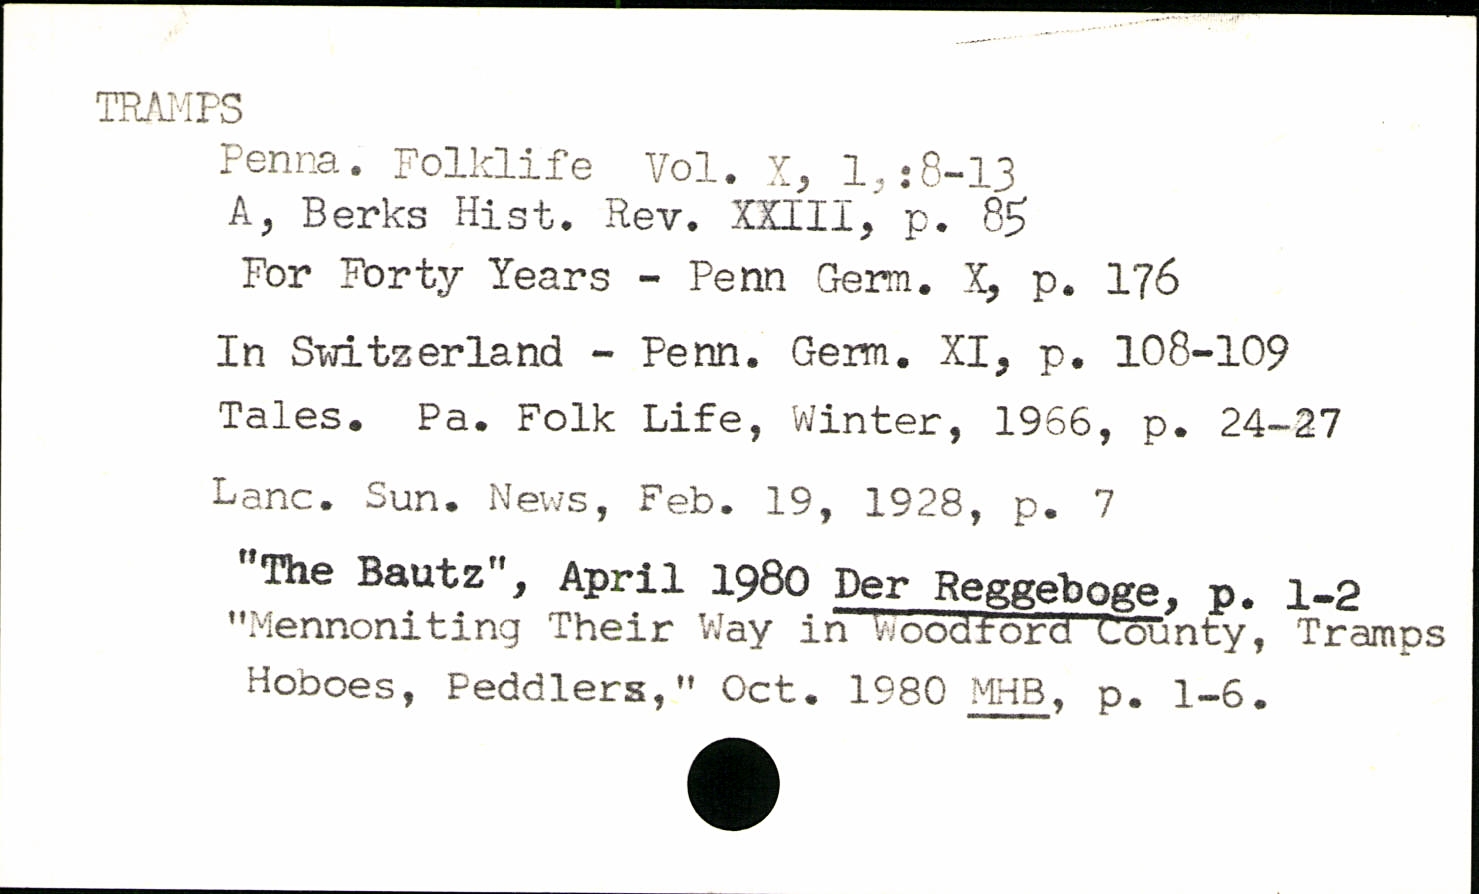 TRAMPS
Penna. Folklife Vol. X, 1,:8-13
A, Berks Hist. Rev. XXIII, p. 85
For Forty Years - Penn Germ. X, p. 176
In Switzerland - Penn. Germ. XI, p. 108-109
Tales. Pa. Folk Life, Winter, 1966, p. 24-27
Lanc. Sun. News, Feb. 19, 1928, p. 7
"The Bautz", April 1980 Der Reggeboge, p. 1-2
"Mennoniting Their Way in Woodford County, Tramps
Hoboes, Peddlers," Oct. 1980 MHB, p. 1-6.